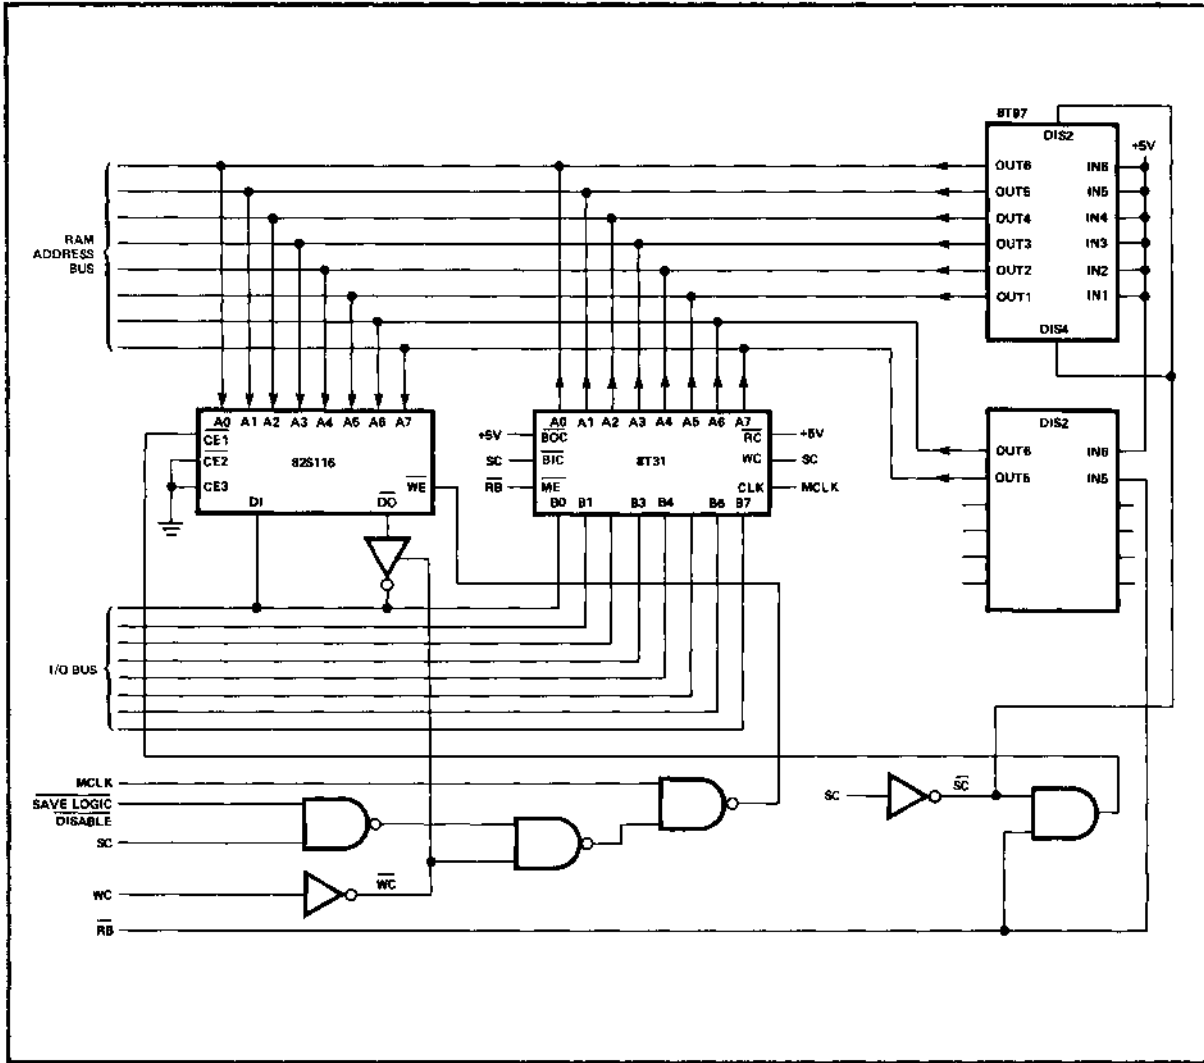 8T97
DIS2
+5V
OUT6 IN6
OUT5 IN5
OUT4 IN4
OUT3 IN3
OUT2 IN2
OUT1 IN1
DIS4
RAM
ADDRESS
BUS
A0 A1 A2 A3 A4 A5 A6 A7
CE1
CE2
CE3
82S116
WE
DI
DO
A0 A1 A2 A3 A4 A5 A6 A7
+5V BOC RC +5V
SC BIC 8T31 WC SC
RB ME CLK MCLK
B0 B1 B3 B4 B6 B7
DIS2
OUT6 IN6
OUT5 IN5
I/O BUS
MCLK
SAVE LOGIC
DISABLE
SC
WC WC
RB
SC SC